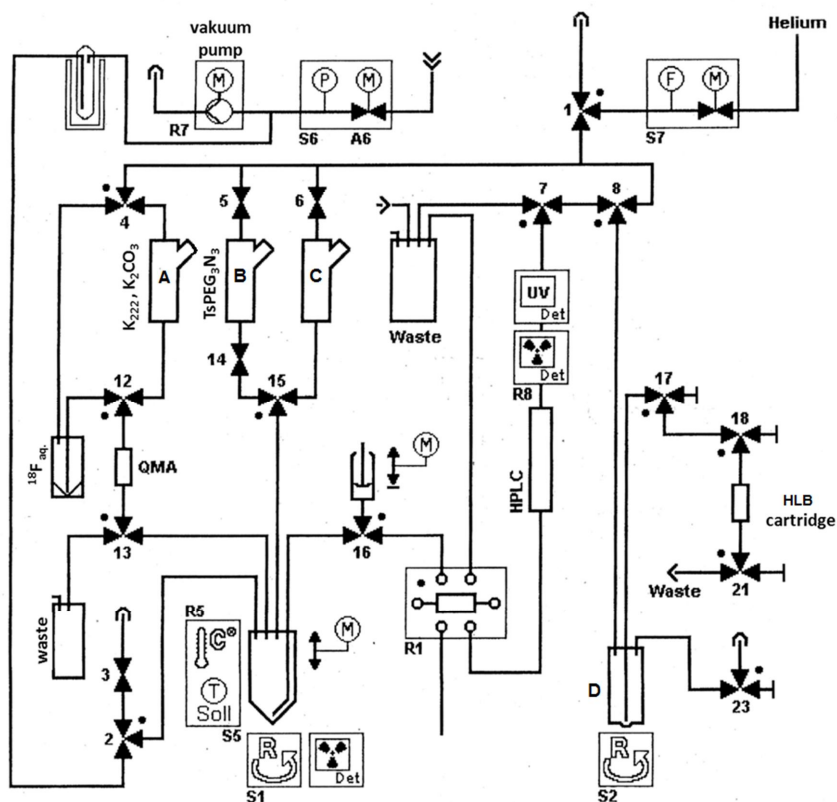 vakuum
pump
Helium
M
P
M
F
M
R7
S6
A6
1
S7
4
5
6
7
8
K222, K2CO3
A
TsPEG3N3
B
C
Waste
UV
Det
Det
R8
14
12
15
17
18
18Faq.
QMA
M
HPLC
HLB
cartridge
13
16
21
Waste
waste
R5
C°
T
Soll
S5
M
R1
3
2
D
23
R
S1
Det
R
S2